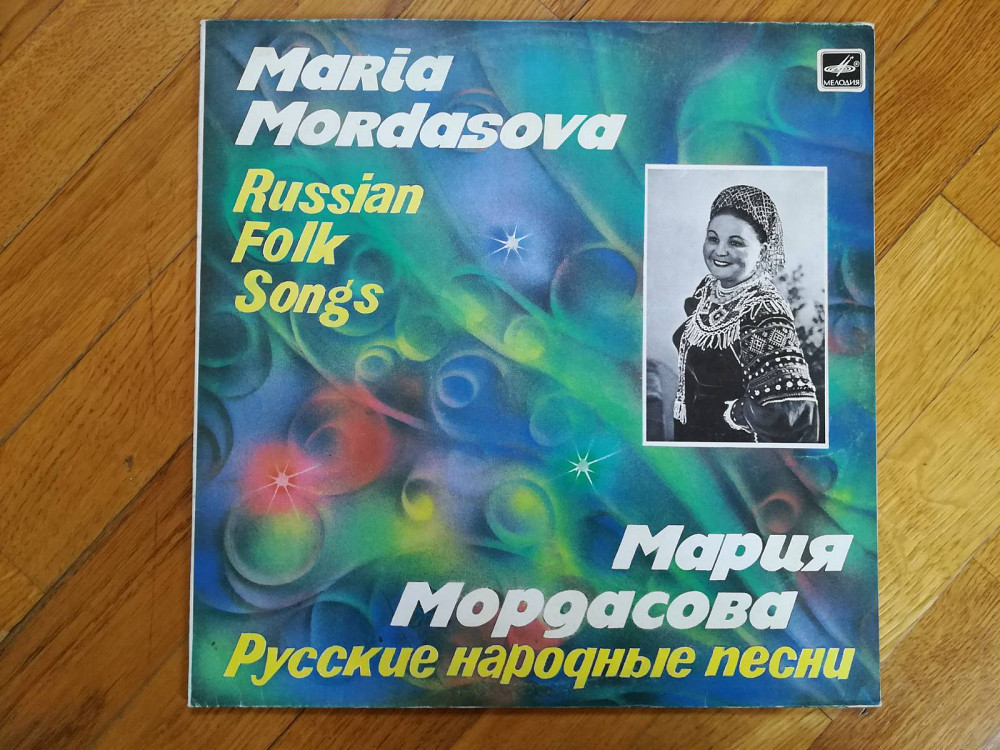 Maria
Mordasova
Russian
Folk
Songs
МЕЛОДИЯ
Мария
Мордасова
Русские народные песни